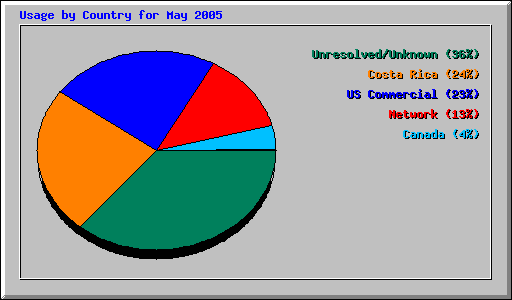 Usage by Country for May 2005
Unresolved/Unknown (36%)
Costa Rica (24%)
US Commercial (23%)
Network (13%)
Canada (4%)